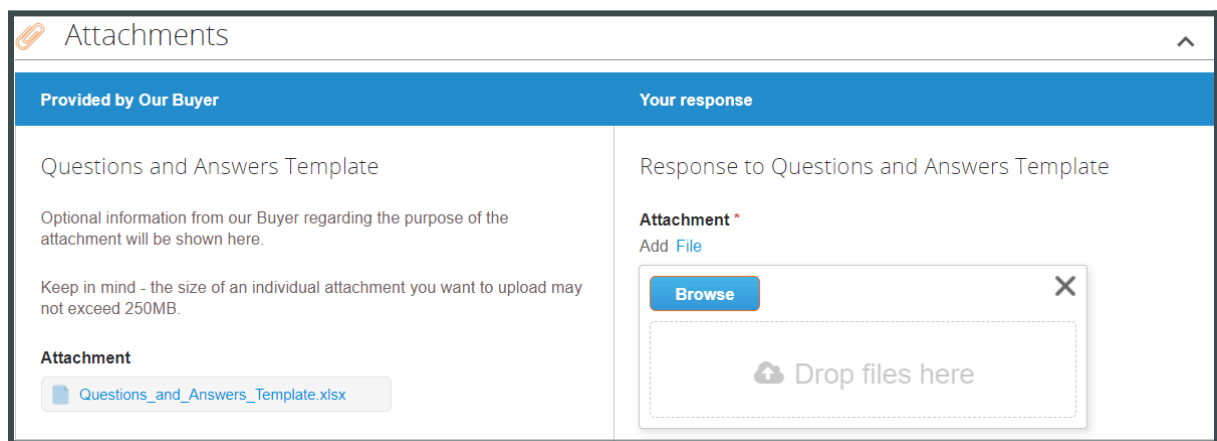 Attachments
Provided by Our Buyer
Your response
Questions and Answers Template
Optional information from our Buyer regarding the purpose of the
attachment will be shown here.
Keep in mind - the size of an individual attachment you want to upload may
not exceed 250MB.
Attachment
Questions_and_Answers_Template.xlsx
Response to Questions and Answers Template
Attachment *
Add File
Browse
Drop files here